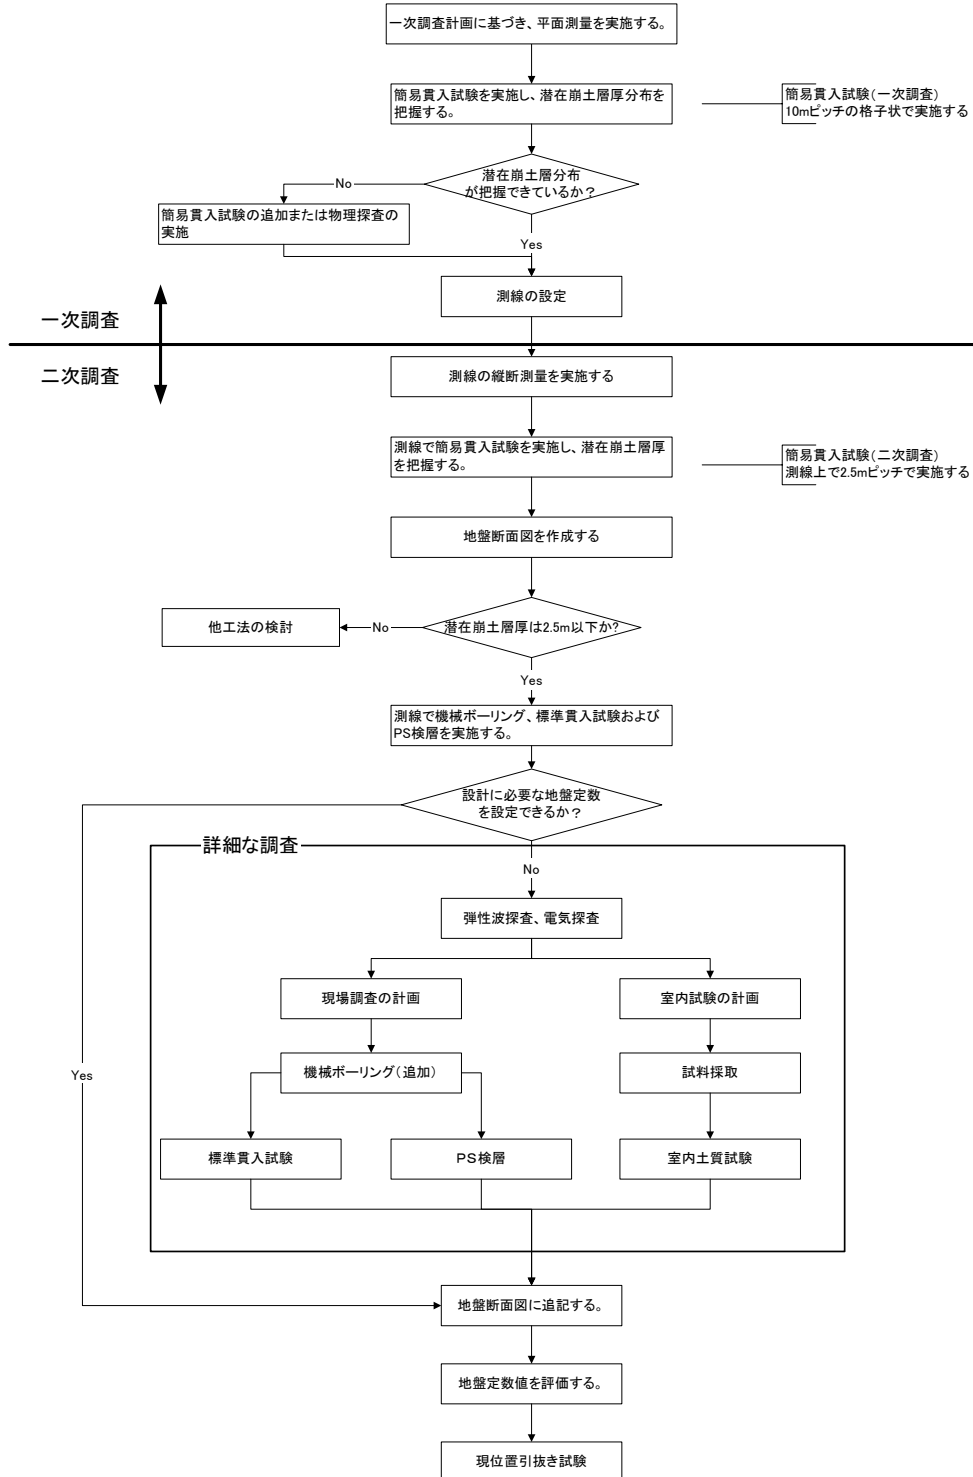 一次調査計画に基づき、平面測量を実施する。
簡易貫入試験を実施し、潜在崩土層厚分布を
把握する。
簡易貫入試験(一次調査)
10mピッチの格子状で実施する
潜在崩土層分布
が把握できているか？
No
簡易貫入試験の追加または物理探査の
実施
Yes
測線の設定
一次調査
二次調査
測線の縦断測量を実施する
測線で簡易貫入試験を実施し、潜在崩土層厚
を把握する。
簡易貫入試験(二次調査)
測線上で2.5mピッチで実施する
地盤断面図を作成する
潜在崩土層厚は2.5m以下か?
No
他工法の検討
Yes
測線で機械ボーリング、標準貫入試験および
PS検層を実施する。
設計に必要な地盤定数
を設定できるか？
詳細な調査
No
弾性波探査、電気探査
現場調査の計画
室内試験の計画
機械ボーリング(追加)
試料採取
Yes
標準貫入試験
PS検層
室内土質試験
地盤断面図に追記する。
地盤定数値を評価する。
現位置引抜き試験